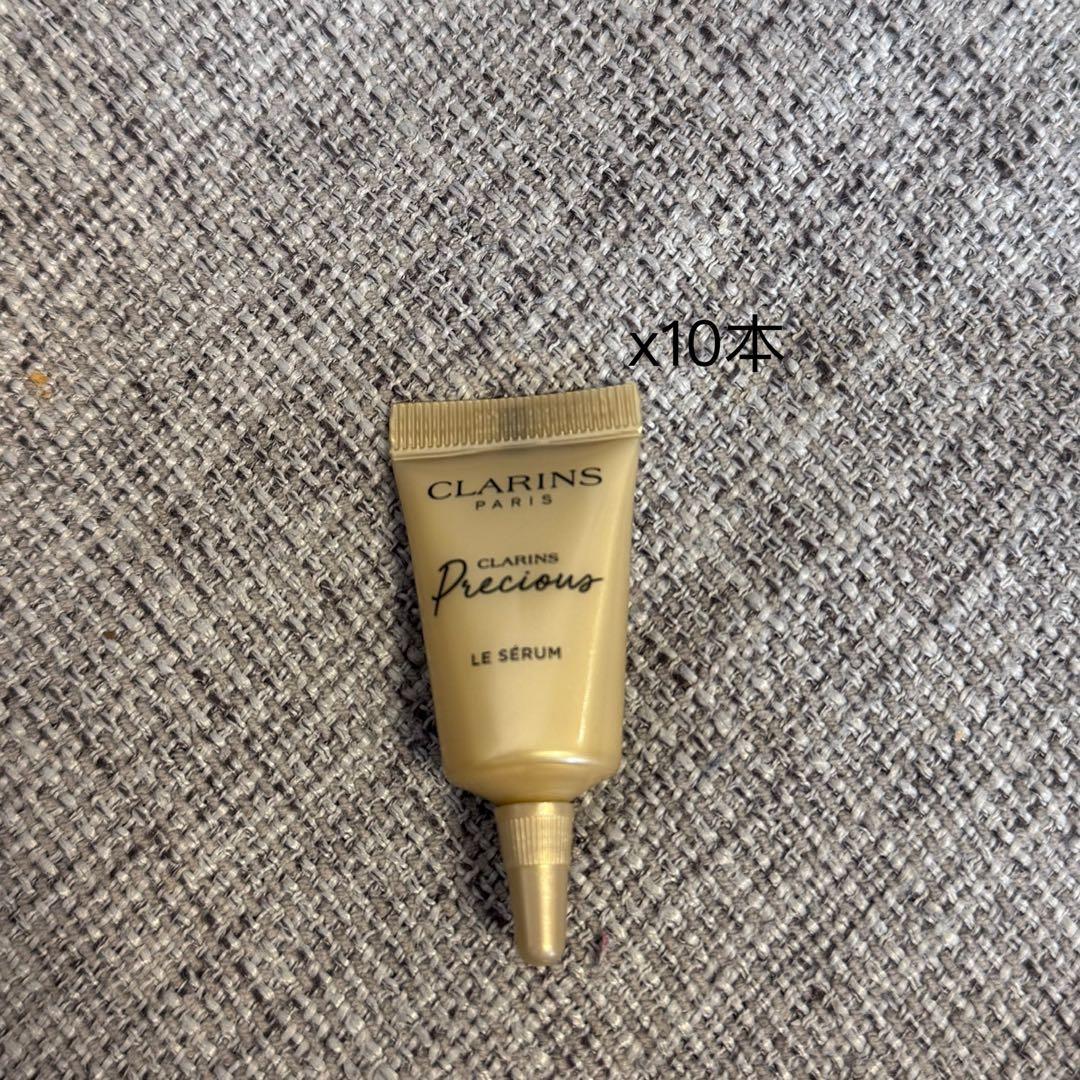 x10本
CLARINS
PARIS
CLARINS
Precious
LE SÉRUM